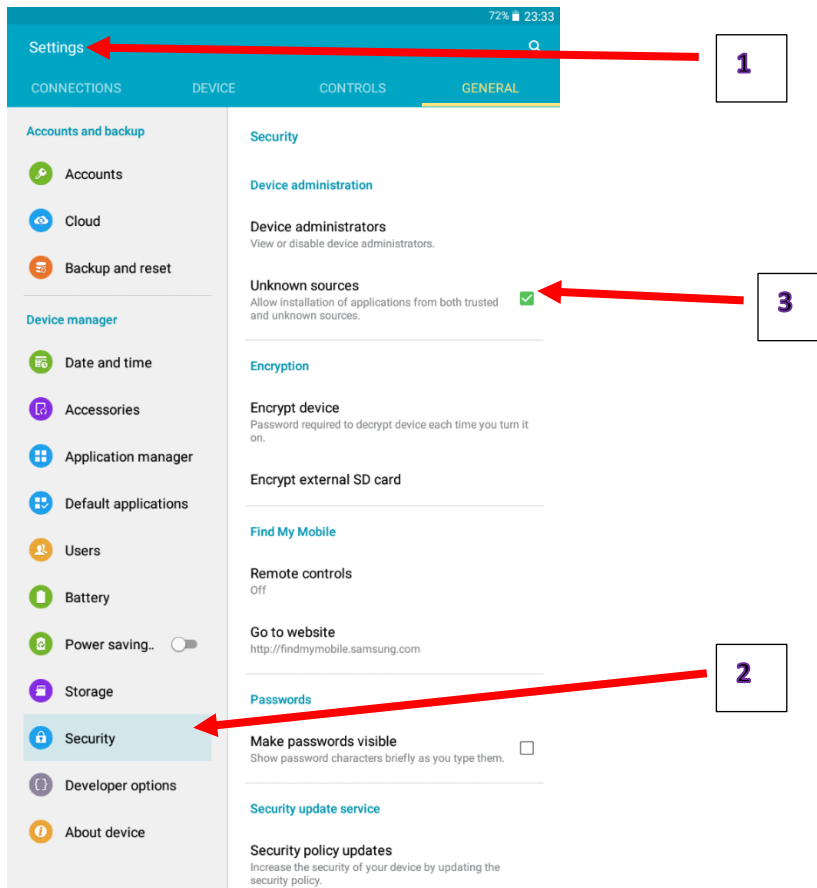 72% 23:33
Settings
1
CONNECTIONS DEVICE CONTROLS GENERAL
Accounts and backup
Accounts
Cloud
Backup and reset
Device manager
Date and time
Accessories
Application manager
Default applications
Users
Battery
Power saving..
Storage
Security
Developer options
About device
Security
Device administration
Device administrators
View or disable device administrators.
Unknown sources
Allow installation of applications from both trusted
and unknown sources.
3
Encryption
Encrypt device
Password required to decrypt device each time you turn it
on.
Encrypt external SD card
Find My Mobile
Remote controls
Off
Go to website
http://findmymobile.samsung.com
2
Passwords
Make passwords visible
Show password characters briefly as you type them.
Security update service
Security policy updates
Increase the security of your device by updating the
security policy.